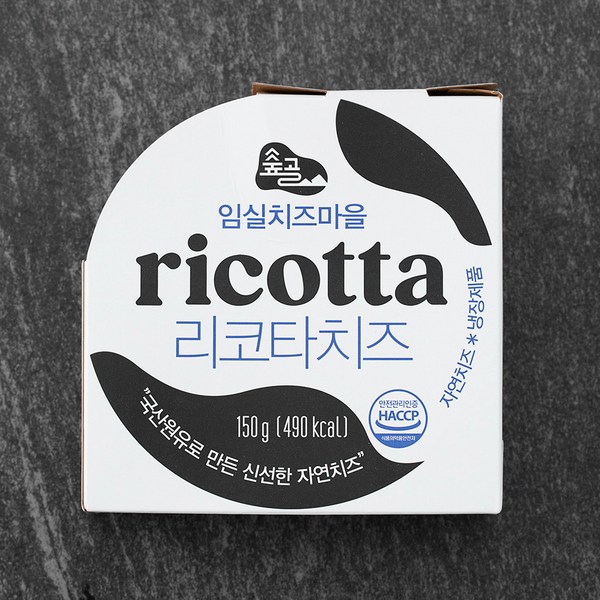 숲골
임실치즈마을
ricotta
리코타치즈
자연치즈 * 냉장제품
150g (490 kcal)
안전관리인증
HACCP
식품의약품안전처
"국산원유로 만든 신선한 자연치즈"